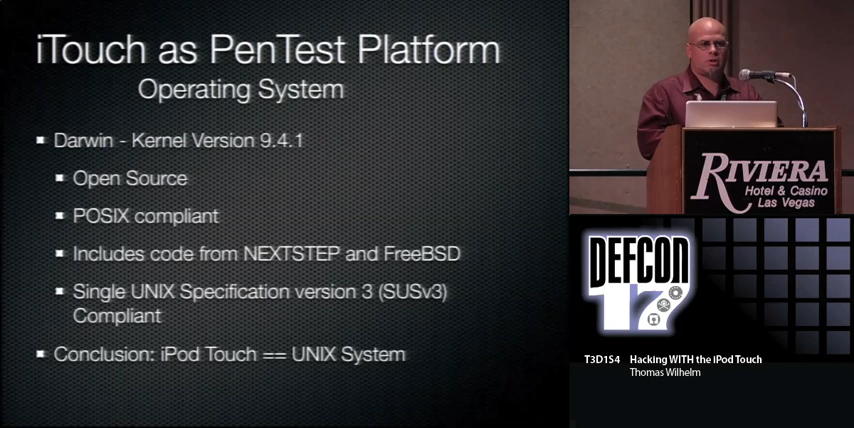 iTouch as PenTest Platform
Operating System
Darwin - Kernel Version 9.4.1
Open Source
POSIX compliant
Includes code from NEXTSTEP and FreeBSD
Single UNIX Specification version 3 (SUSv3)
Compliant
Conclusion: iPod Touch == UNIX System
RIVIERA
Hotel & Casino
Las Vegas
DEFCON
17
T3D1S4 Hacking WITH the iPod Touch
Thomas Wilhelm